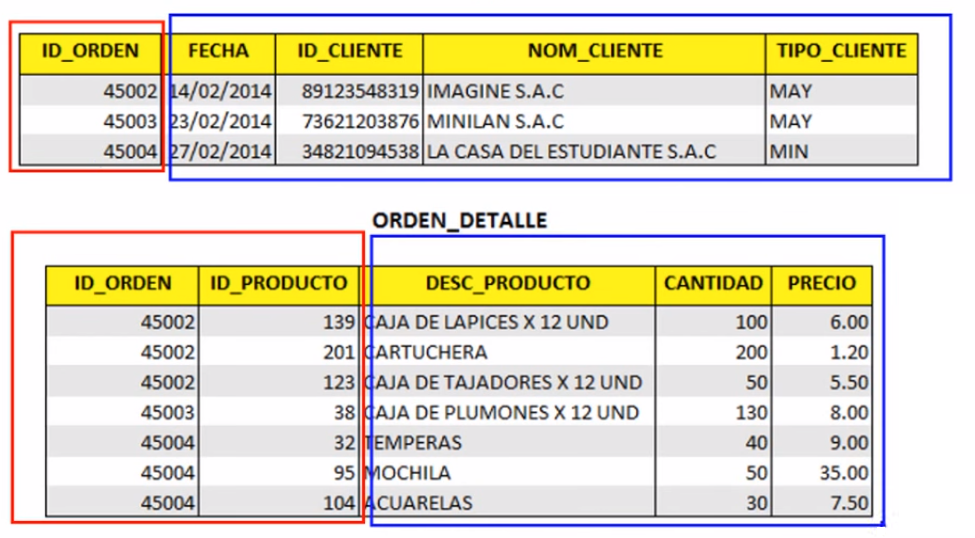 ID_ORDEN FECHA ID_CLIENTE NOM_CLIENTE TIPO_CLIENTE
45002 14/02/2014 89123548319 IMAGINE S.A.C MAY
45003 23/02/2014 73621203876 MINILAN S.A.C MAY
45004 27/02/2014 34821094538 LA CASA DEL ESTUDIANTE S.A.C MIN
ORDEN_DETALLE
ID_ORDEN ID_PRODUCTO DESC_PRODUCTO CANTIDAD PRECIO
45002 139 CAJA DE LAPICES X 12 UND 100 6.00
45002 201 CARTUCHERA 200 1.20
45002 123 CAJA DE TAJADORES X 12 UND 50 5.50
45003 38 CAJA DE PLUMONES X 12 UND 130 8.00
45004 32 TEMPERAS 40 9.00
45004 95 MOCHILA 50 35.00
45004 104 ACUARELAS 30 7.50